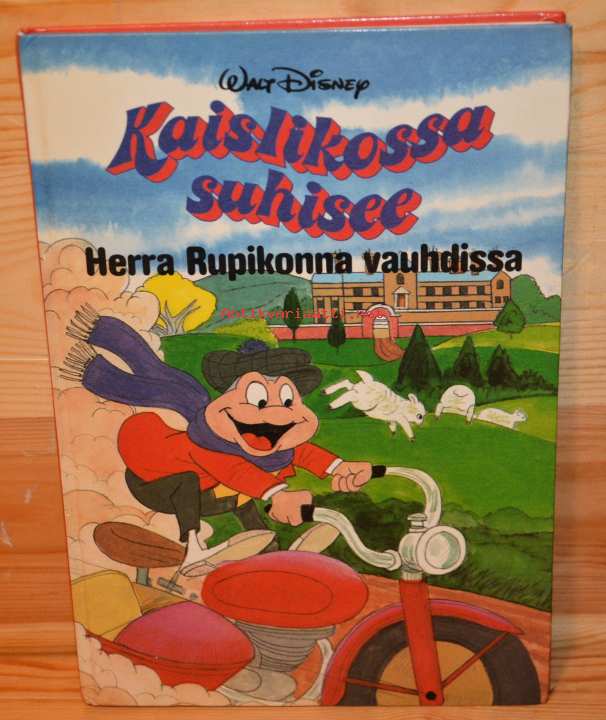 Walt Disney
Kaislikossa
suhisee
Herra Rupikonna vauhdissa